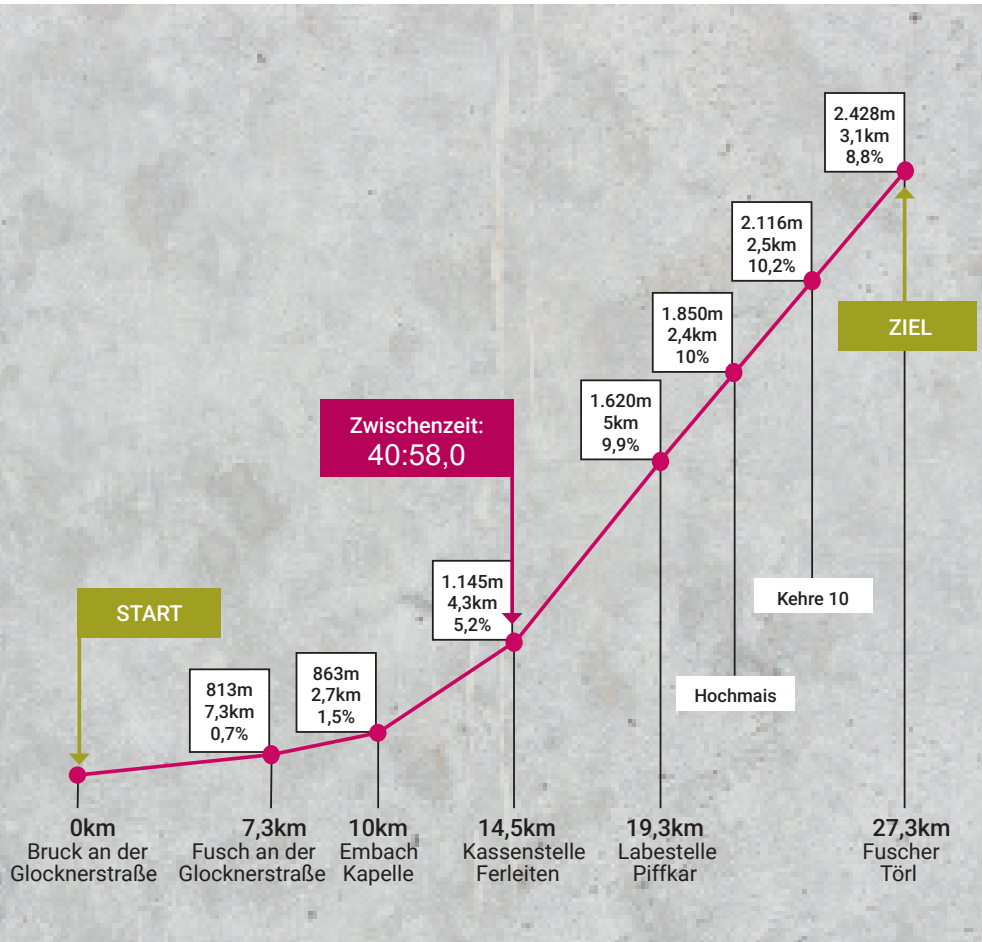 2.428m
3,1km
8,8%
2.116m
2,5km
10,2%
ZIEL
1.850m
2,4km
10%
1.620m
5km
9,9%
Zwischenzeit:
40:58,0
1.145m
4,3km
5,2%
START
863m
2,7km
1,5%
813m
7,3km
0,7%
Kehre 10
Hochmais
0km
Bruck an der
Glocknerstraße
7,3km
Fusch an der
Glocknerstraße
10km
Embach
Kapelle
14,5km
Kassenstelle
Ferleiten
19,3km
Labestelle
Piffkar
27,3km
Fuscher
Törl